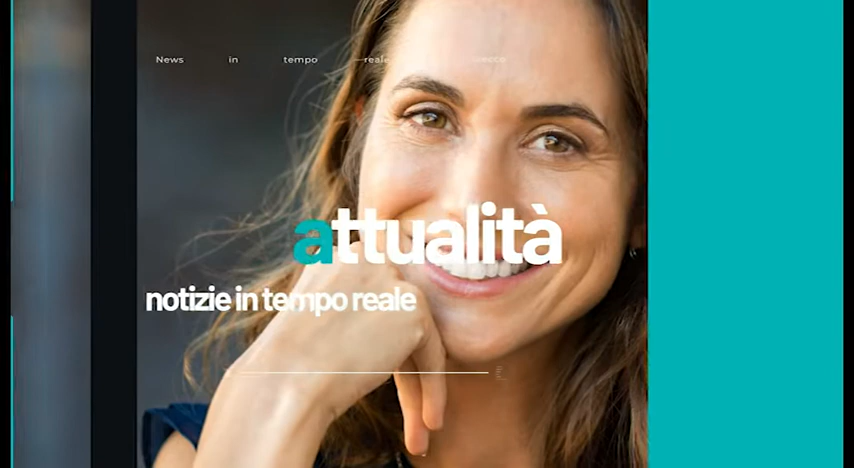 News in tempo reale
attualità
notizie in tempo reale